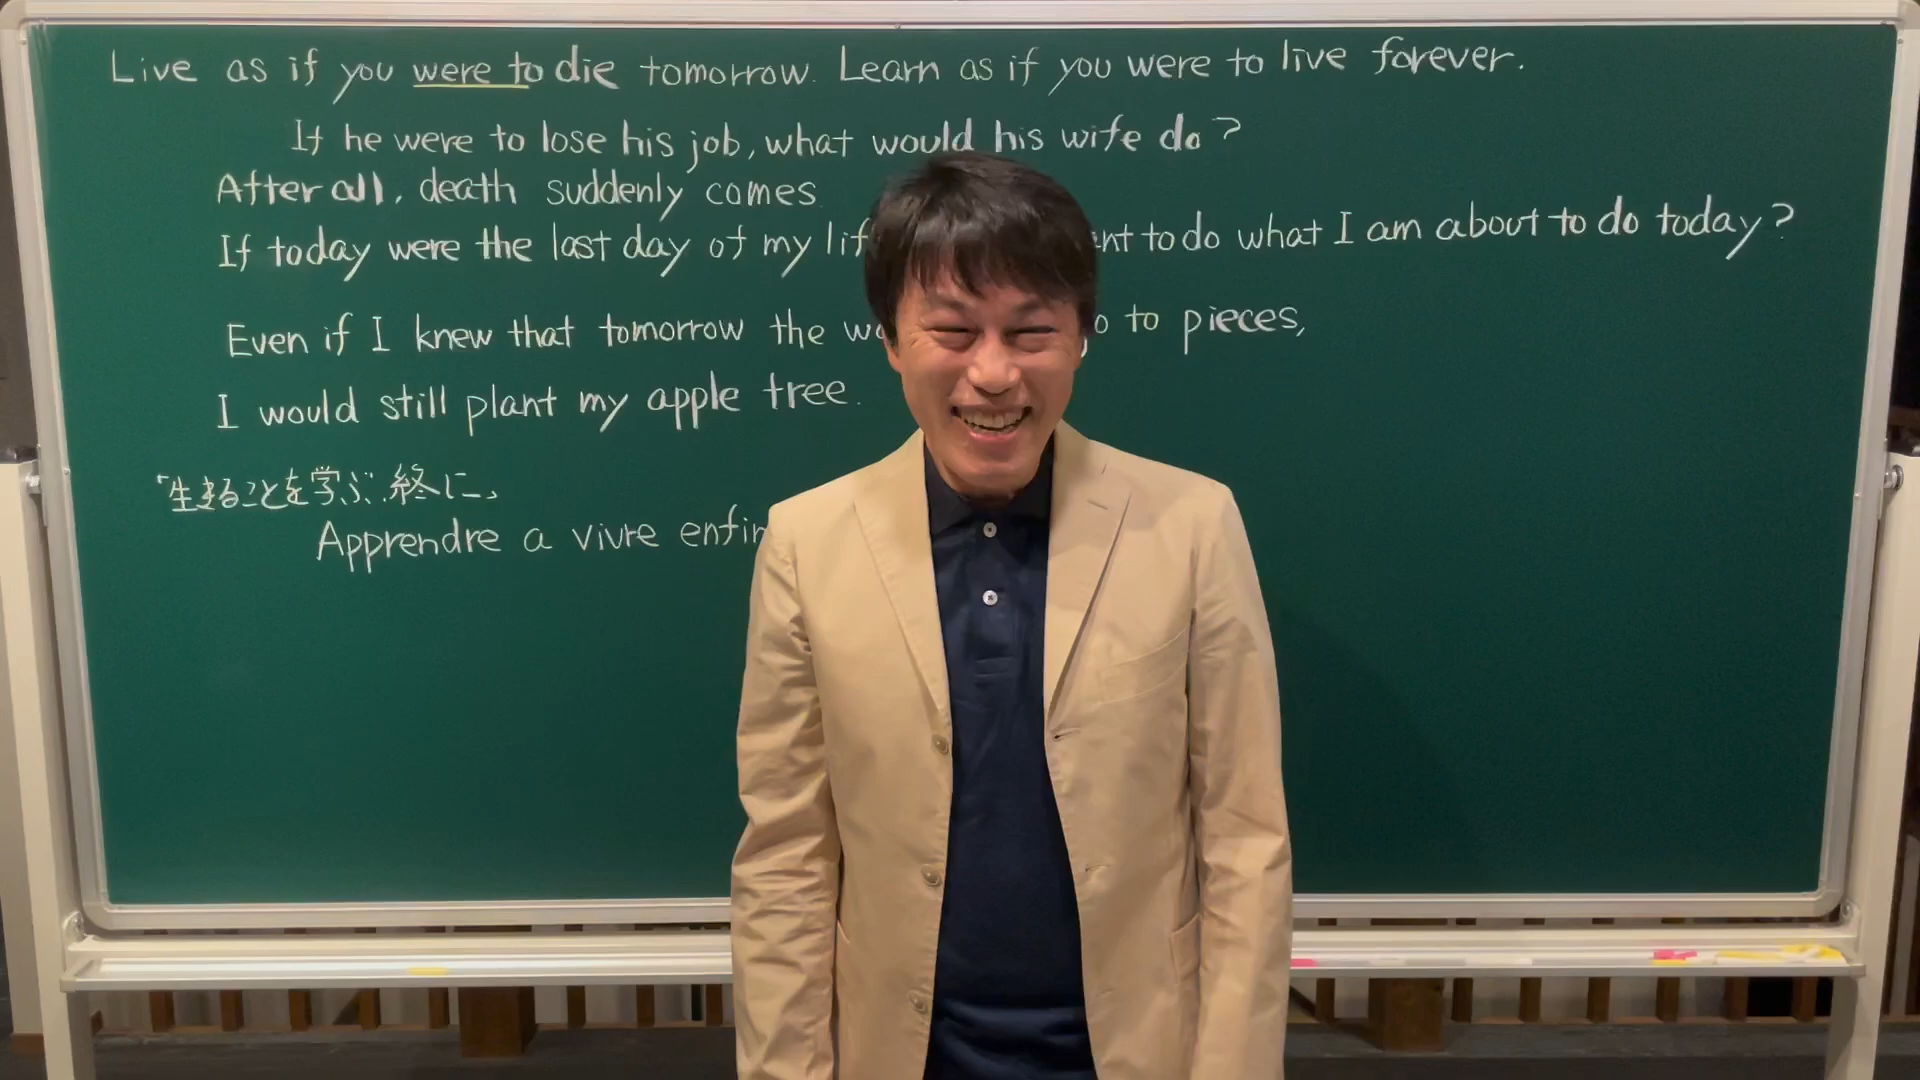 Live as if you were to die tomorrow. Learn as if you were to live forever.
If he were to lose his job, what would his wife do?
After all, death suddenly comes
If today were the last day of my to do what I am about to do today?
Even if I knew that tomorrow the to pieces,
I would still plant my apple tree.
「生きることを学ぶ、終に」
Apprendre a vivre enfin